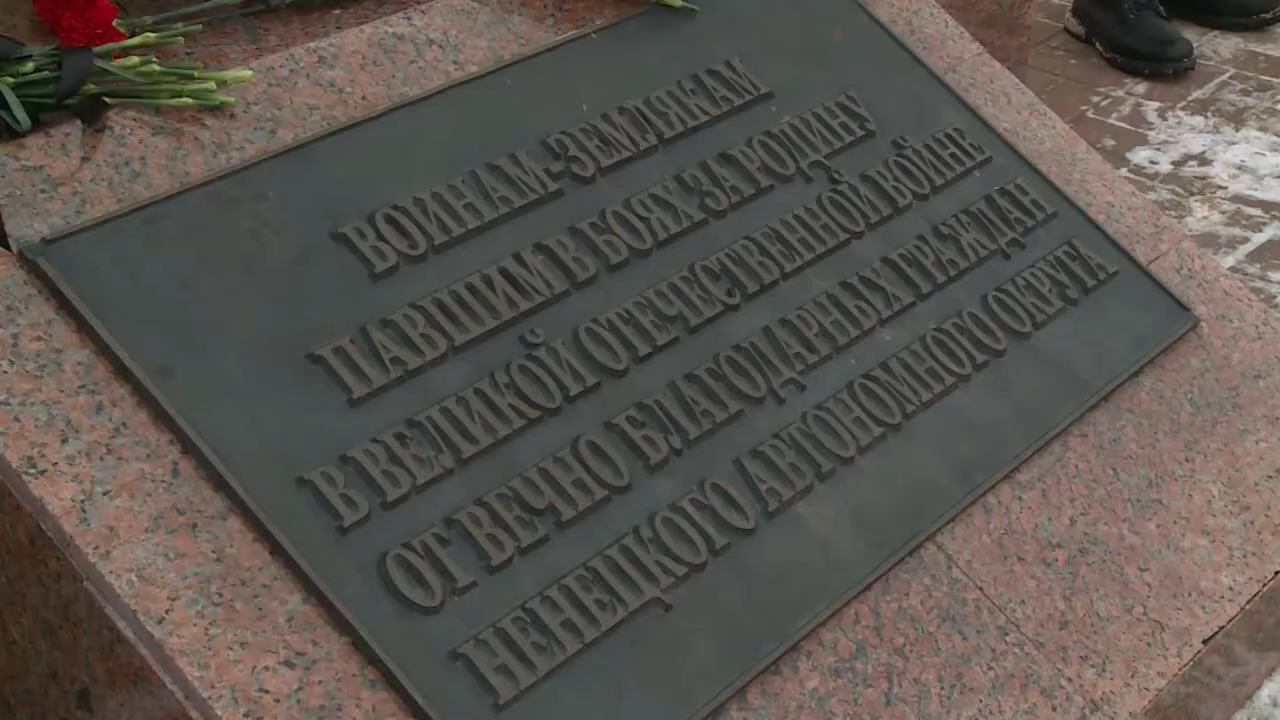 ВОИНАМ-ЗЕМЛЯКАМ
ПАВШИМ В БОЯХ ЗА РОДИНУ
В ВЕЛИКОЙ ОТЕЧЕСТВЕННОЙ ВОЙНЕ
ОТ ВЕЧНО БЛАГОДАРНЫХ ГРАЖДАН
НЕНЕЦКОГО АВТОНОМНОГО ОКРУГА